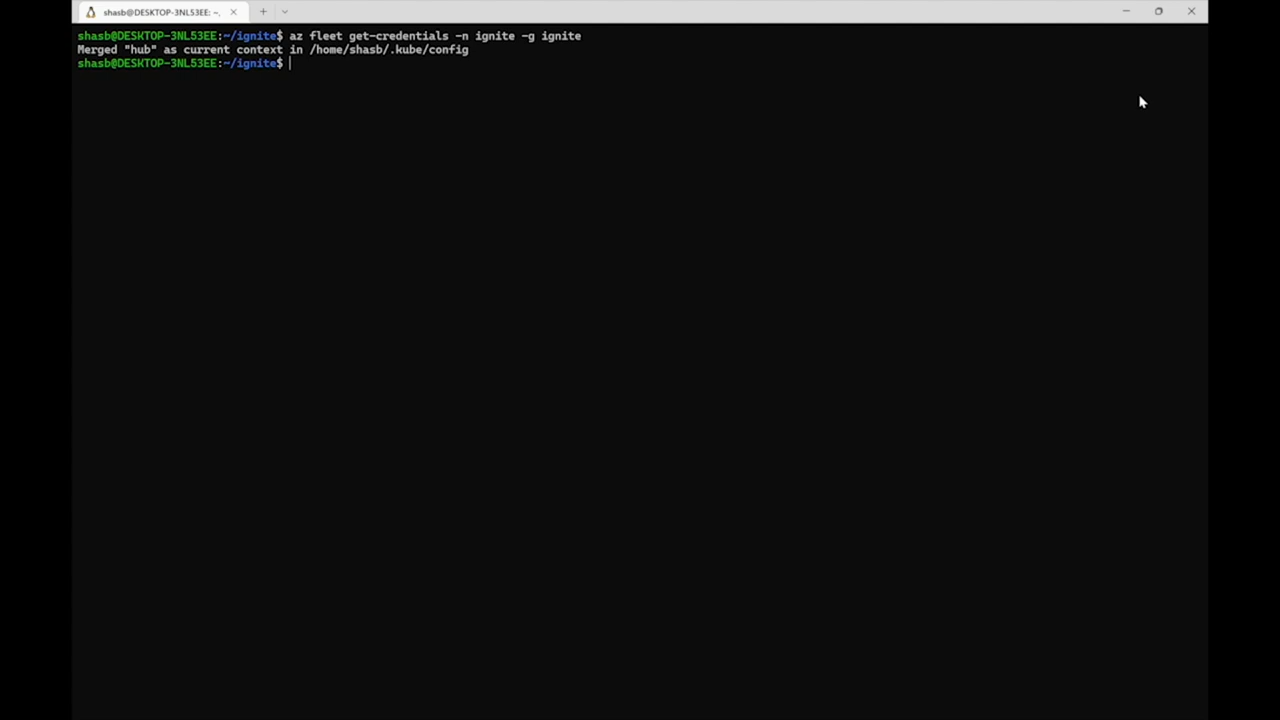 shasb@DESKTOP-3NL53EE: ~.
shasb@DESKTOP-3NL53EE:~/ignite$ az fleet get-credentials -n ignite -g ignite
Merged "hub" as current context in /home/shasb/.kube/config
shasb@DESKTOP-3NL53EE:~/ignite$